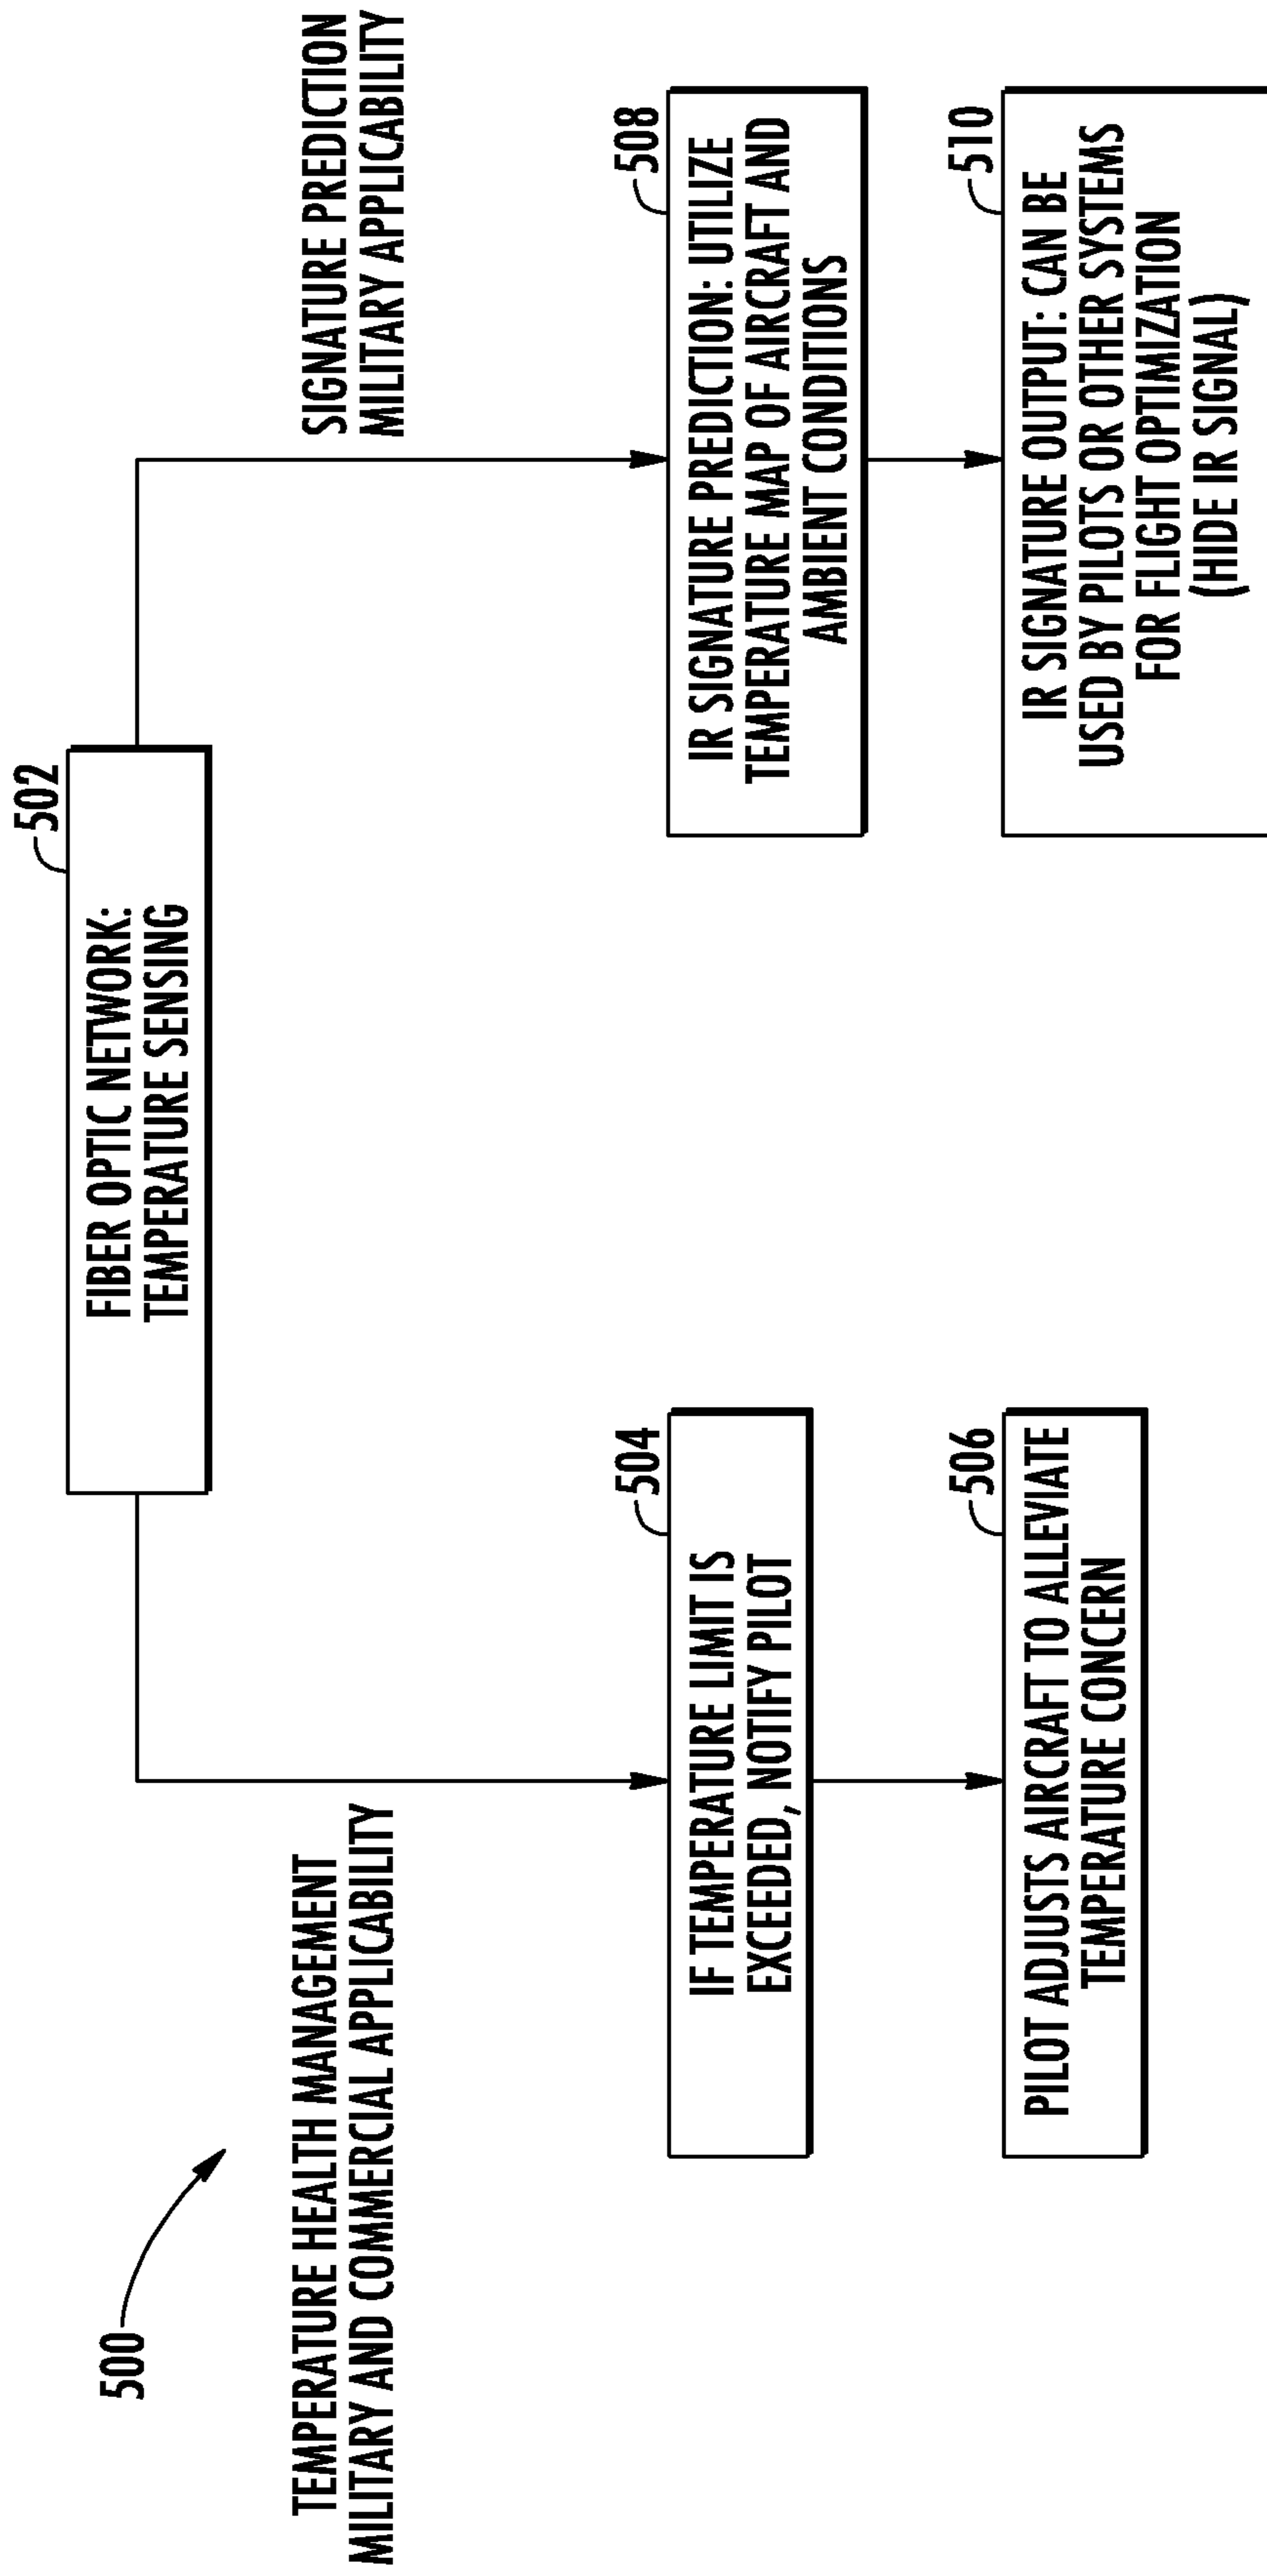 500
TEMPERATURE HEALTH MANAGEMENT
MILITARY AND COMMERCIAL APPLICABILITY
502
FIBER OPTIC NETWORK:
TEMPERATURE SENSING
SIGNATURE PREDICTION
MILITARY APPLICABILITY
504
IF TEMPERATURE LIMIT IS
EXCEEDED, NOTIFY PILOT
506
PILOT ADJUSTS AIRCRAFT TO ALLEVIATE
TEMPERATURE CONCERN
508
IR SIGNATURE PREDICTION: UTILIZE
TEMPERATURE MAP OF AIRCRAFT AND
AMBIENT CONDITIONS
510
IR SIGNATURE OUTPUT: CAN BE
USED BY PILOTS OR OTHER SYSTEMS
FOR FLIGHT OPTIMIZATION
(HIDE IR SIGNAL)